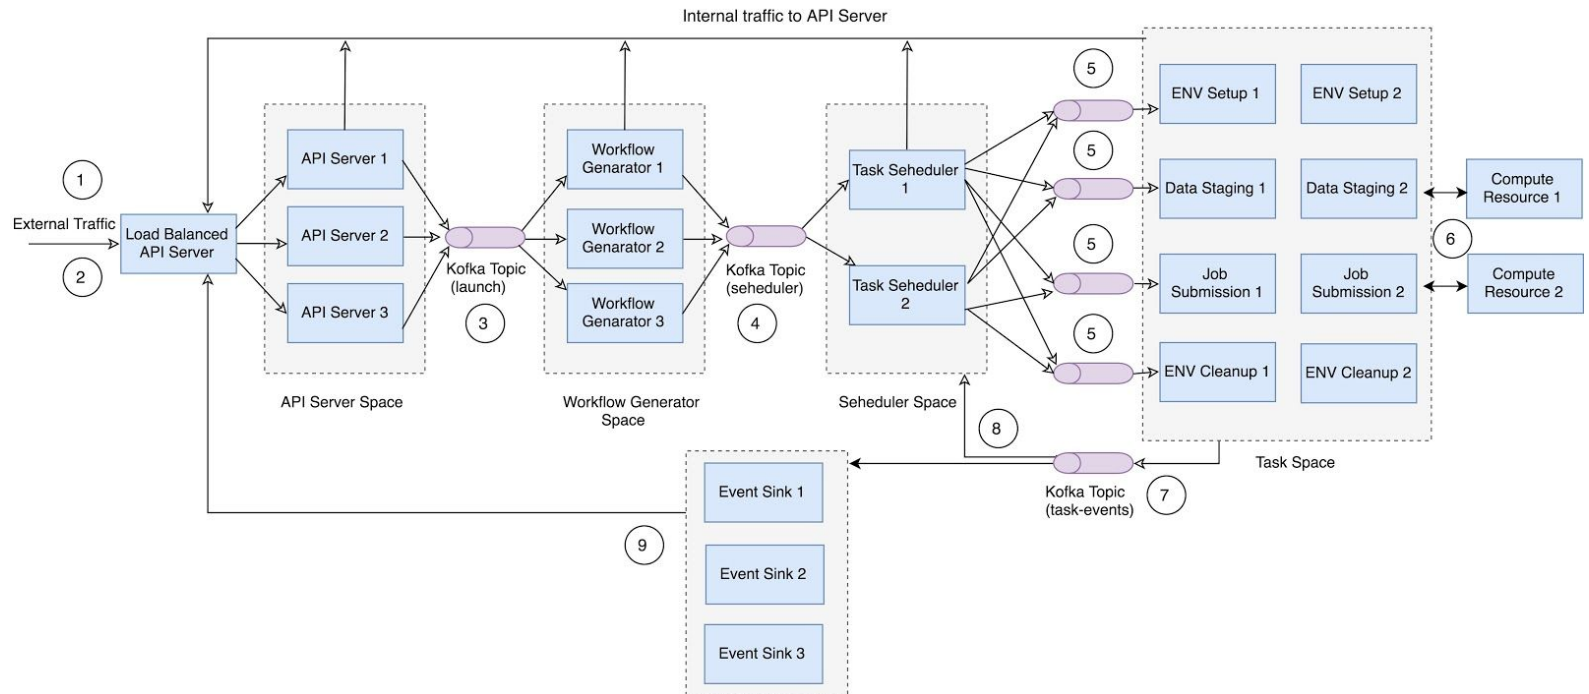 Internal traffic to API Server
1
External Traffic
2
Load Balanced
API Server
API Server 1
API Server 2
API Server 3
API Server Space
Kafka Topic
(launch)
3
Workflow
Genarator 1
Workflow
Genarator 2
Workflow
Genarator 3
Workflow Generator
Space
Kafka Topic
(seheduler)
4
Task Seheduler
1
Task Seheduler
2
Seheduler Space
5
5
5
5
ENV Setup 1
ENV Setup 2
Data Staging 1
Data Staging 2
Job
Submission 1
Job
Submission 2
ENV Cleanup 1
ENV Cleanup 2
Task Space
Compute
Resource 1
6
Compute
Resource 2
8
Kafka Topic
(task-events)
7
Event Sink 1
Event Sink 2
Event Sink 3
9